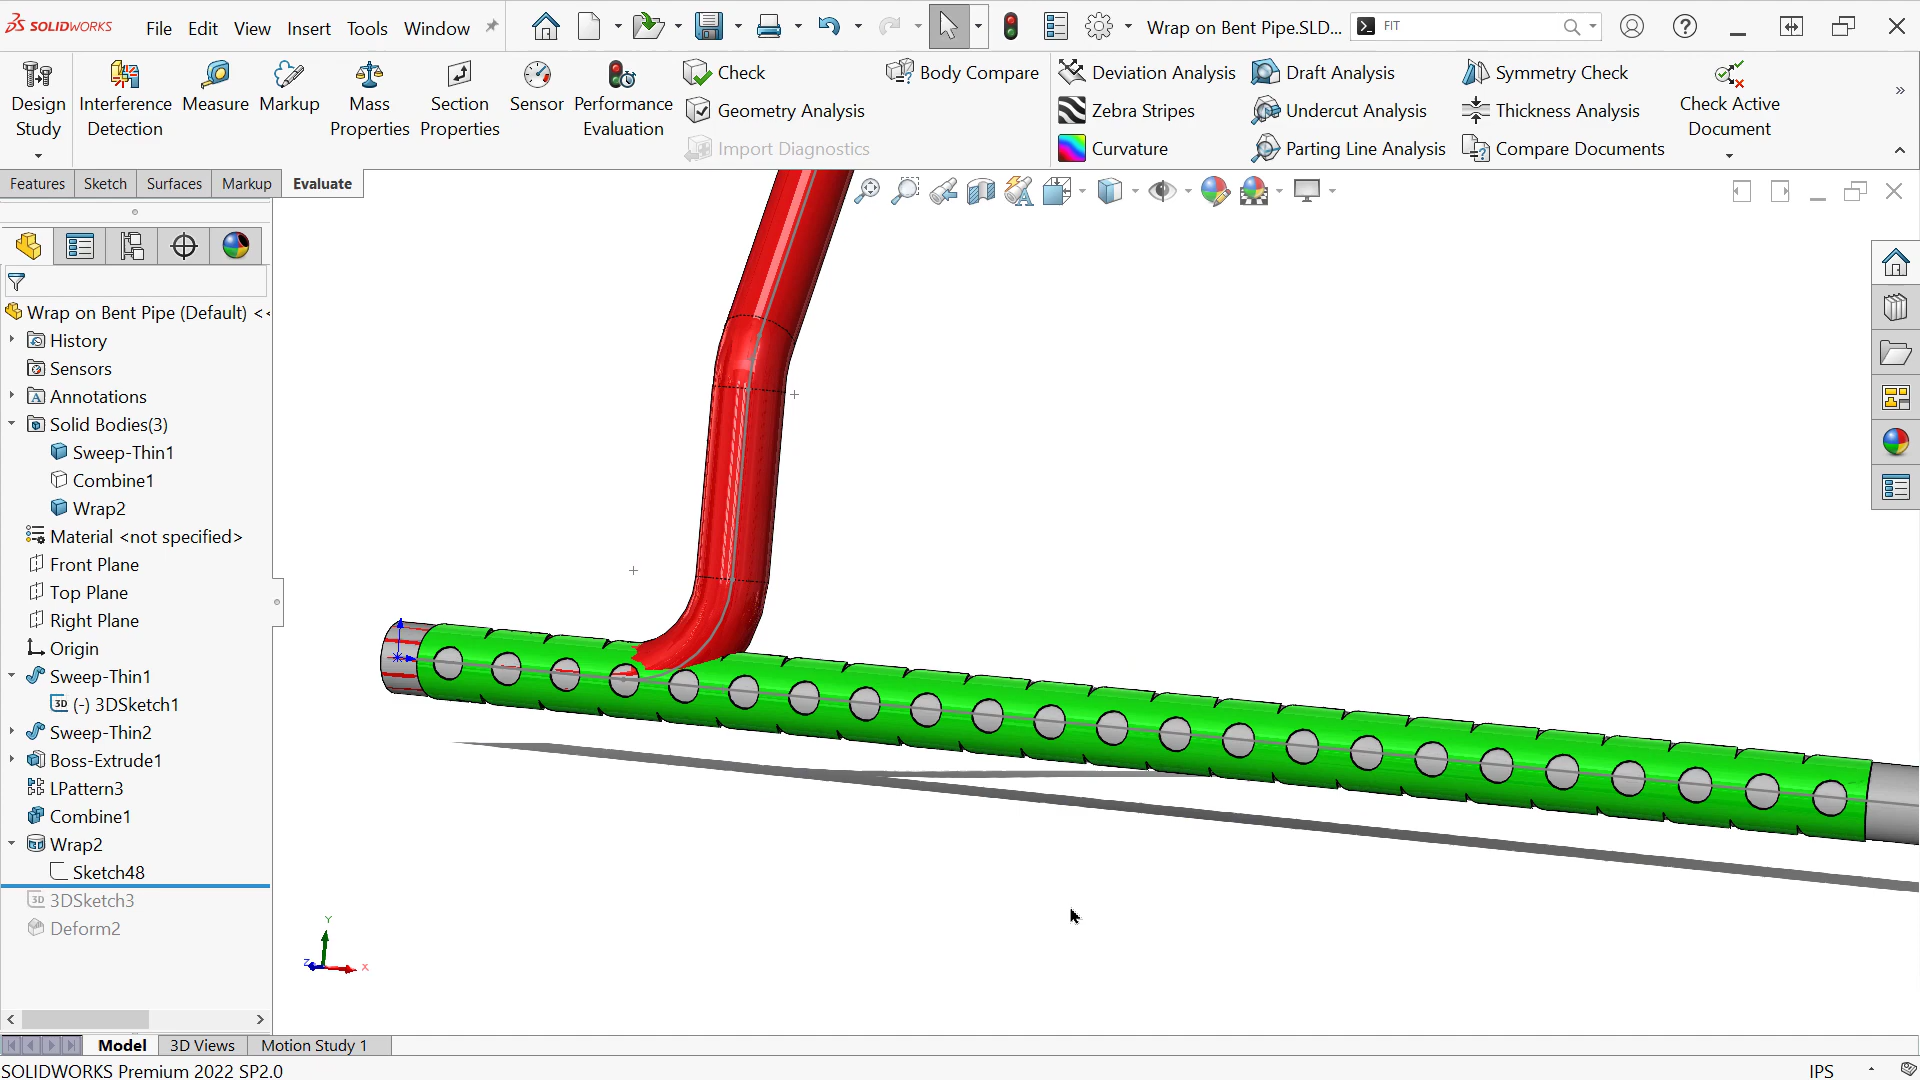 SOLIDWORKS File Edit View Insert Tools Window Wrap on Bent Pipe.SLD... FIT
Design Study
Interference Detection
Measure
Markup
Mass Properties
Section Properties
Sensor
Performance Evaluation
Check
Geometry Analysis
Import Diagnostics
Body Compare
Deviation Analysis
Zebra Stripes
Curvature
Draft Analysis
Undercut Analysis
Parting Line Analysis
Symmetry Check
Thickness Analysis
Compare Documents
Check Active Document
Features Sketch Surfaces Markup Evaluate
Wrap on Bent Pipe (Default) <<
History
Sensors
Annotations
Solid Bodies(3)
Sweep-Thin1
Combine1
Wrap2
Material <not specified>
Front Plane
Top Plane
Right Plane
Origin
Sweep-Thin1
3D (-) 3DSketch1
Sweep-Thin2
Boss-Extrude1
LPattern3
Combine1
Wrap2
Sketch48
3D 3DSketch3
Deform2
Y
Z
X
Model 3D Views Motion Study 1
SOLIDWORKS Premium 2022 SP2.0 IPS